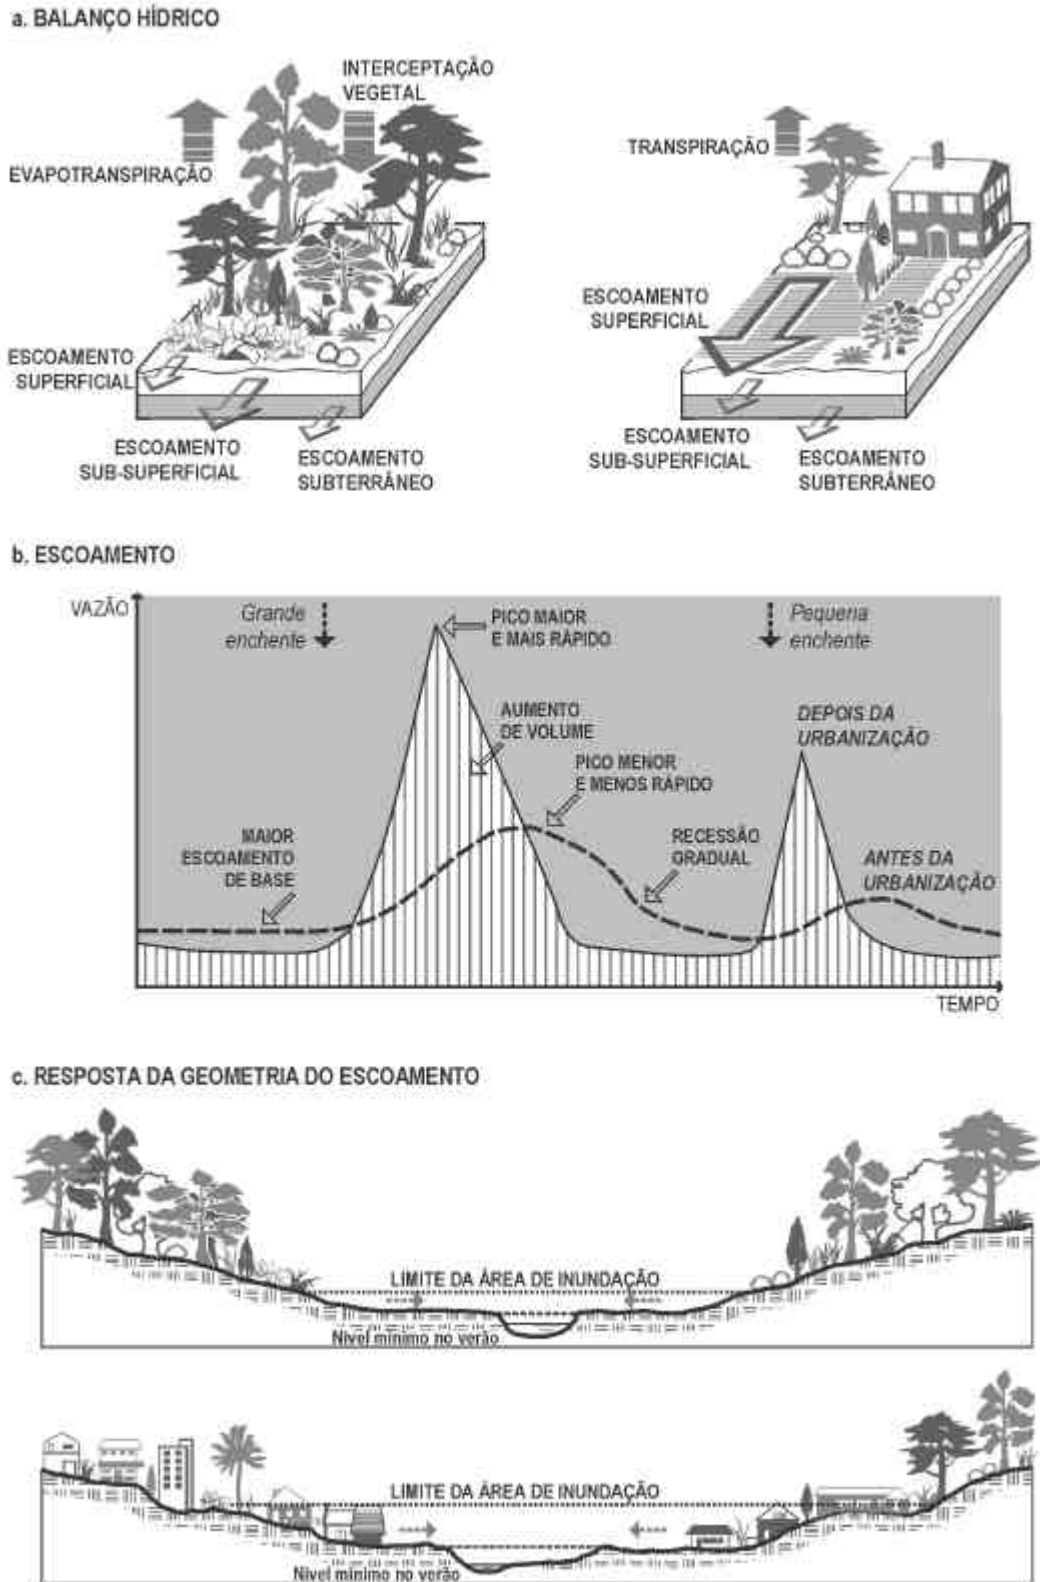 a. BALANÇO HÍDRICO
INTERCEPTAÇÃO
VEGETAL
EVAPOTRANSPIRAÇÃO
ESCOAMENTO
SUPERFICIAL
ESCOAMENTO
SUB-SUPERFICIAL
ESCOAMENTO
SUBTERRÂNEO
TRANSPIRAÇÃO
ESCOAMENTO
SUPERFICIAL
ESCOAMENTO
SUB-SUPERFICIAL
ESCOAMENTO
SUBTERRÂNEO
b. ESCOAMENTO
VAZÃO
Grande
enchente
PICO MAIOR
E MAIS RÁPIDO
Pequena
enchente
AUMENTO
DE VOLUME
DEPOIS DA
URBANIZAÇÃO
PICO MENOR
E MENOS RÁPIDO
MAIOR
ESCOAMENTO
DE BASE
RECESSÃO
GRADUAL
ANTES DA
URBANIZAÇÃO
TEMPO
c. RESPOSTA DA GEOMETRIA DO ESCOAMENTO
LIMITE DA ÁREA DE INUNDAÇÃO
Nível mínimo no verão
LIMITE DA ÁREA DE INUNDAÇÃO
Nível mínimo no verão